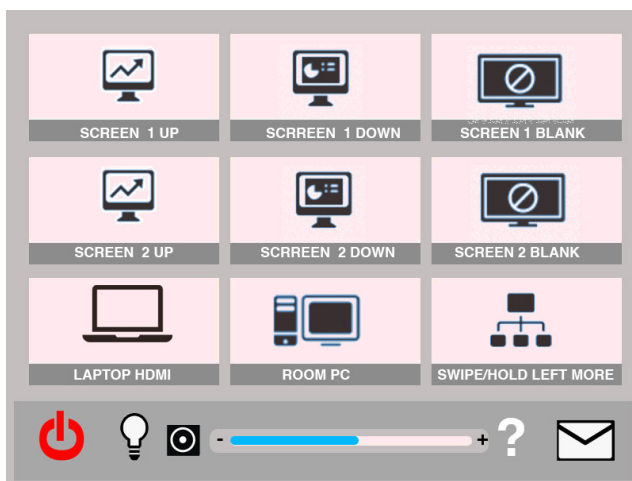 SCREEN 1 UP
SCRREEN 1 DOWN
SCREEN 1 BLANK
SCREEN 2 UP
SCRREEN 2 DOWN
SCREEN 2 BLANK
LAPTOP HDMI
ROOM PC
SWIPE/HOLD LEFT MORE
- + ?